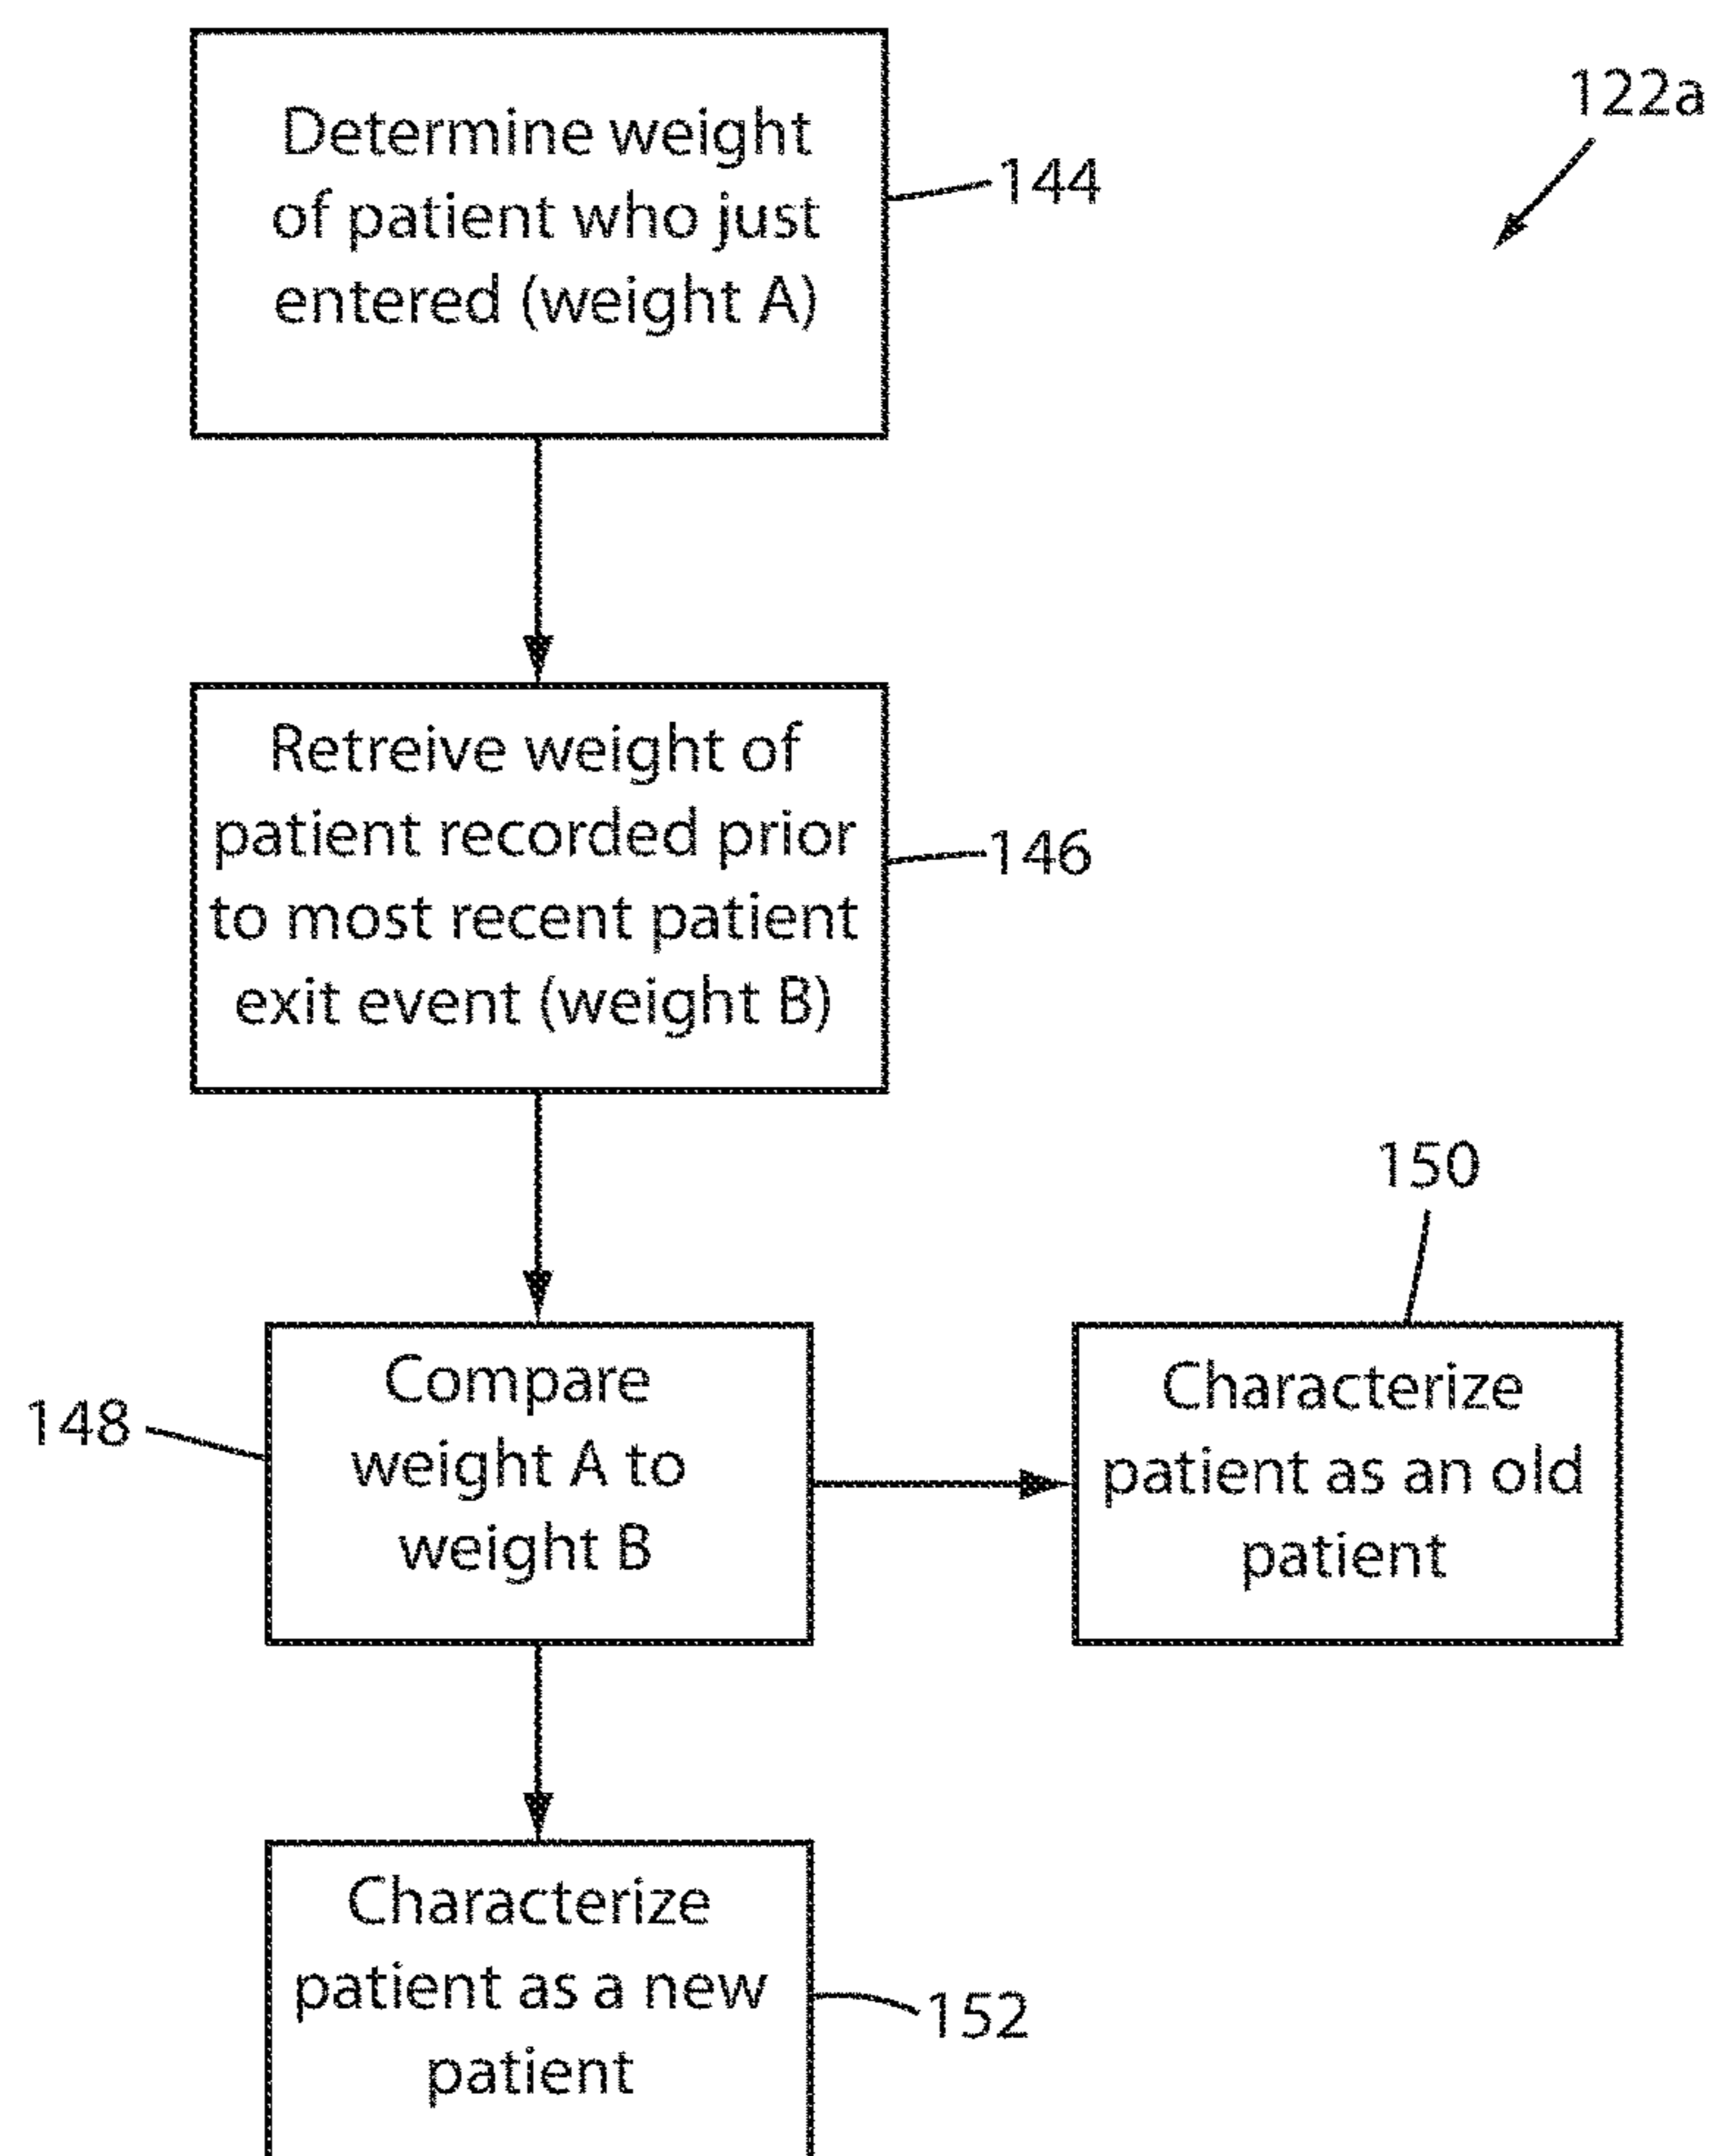 122a
Determine weight
of patient who just
entered (weight A)
144
Retreive weight of
patient recorded prior
to most recent patient
exit event (weight B)
146
150
148
Compare
weight A to
weight B
Characterize
patient as an old
patient
Characterize
patient as a new
patient
152